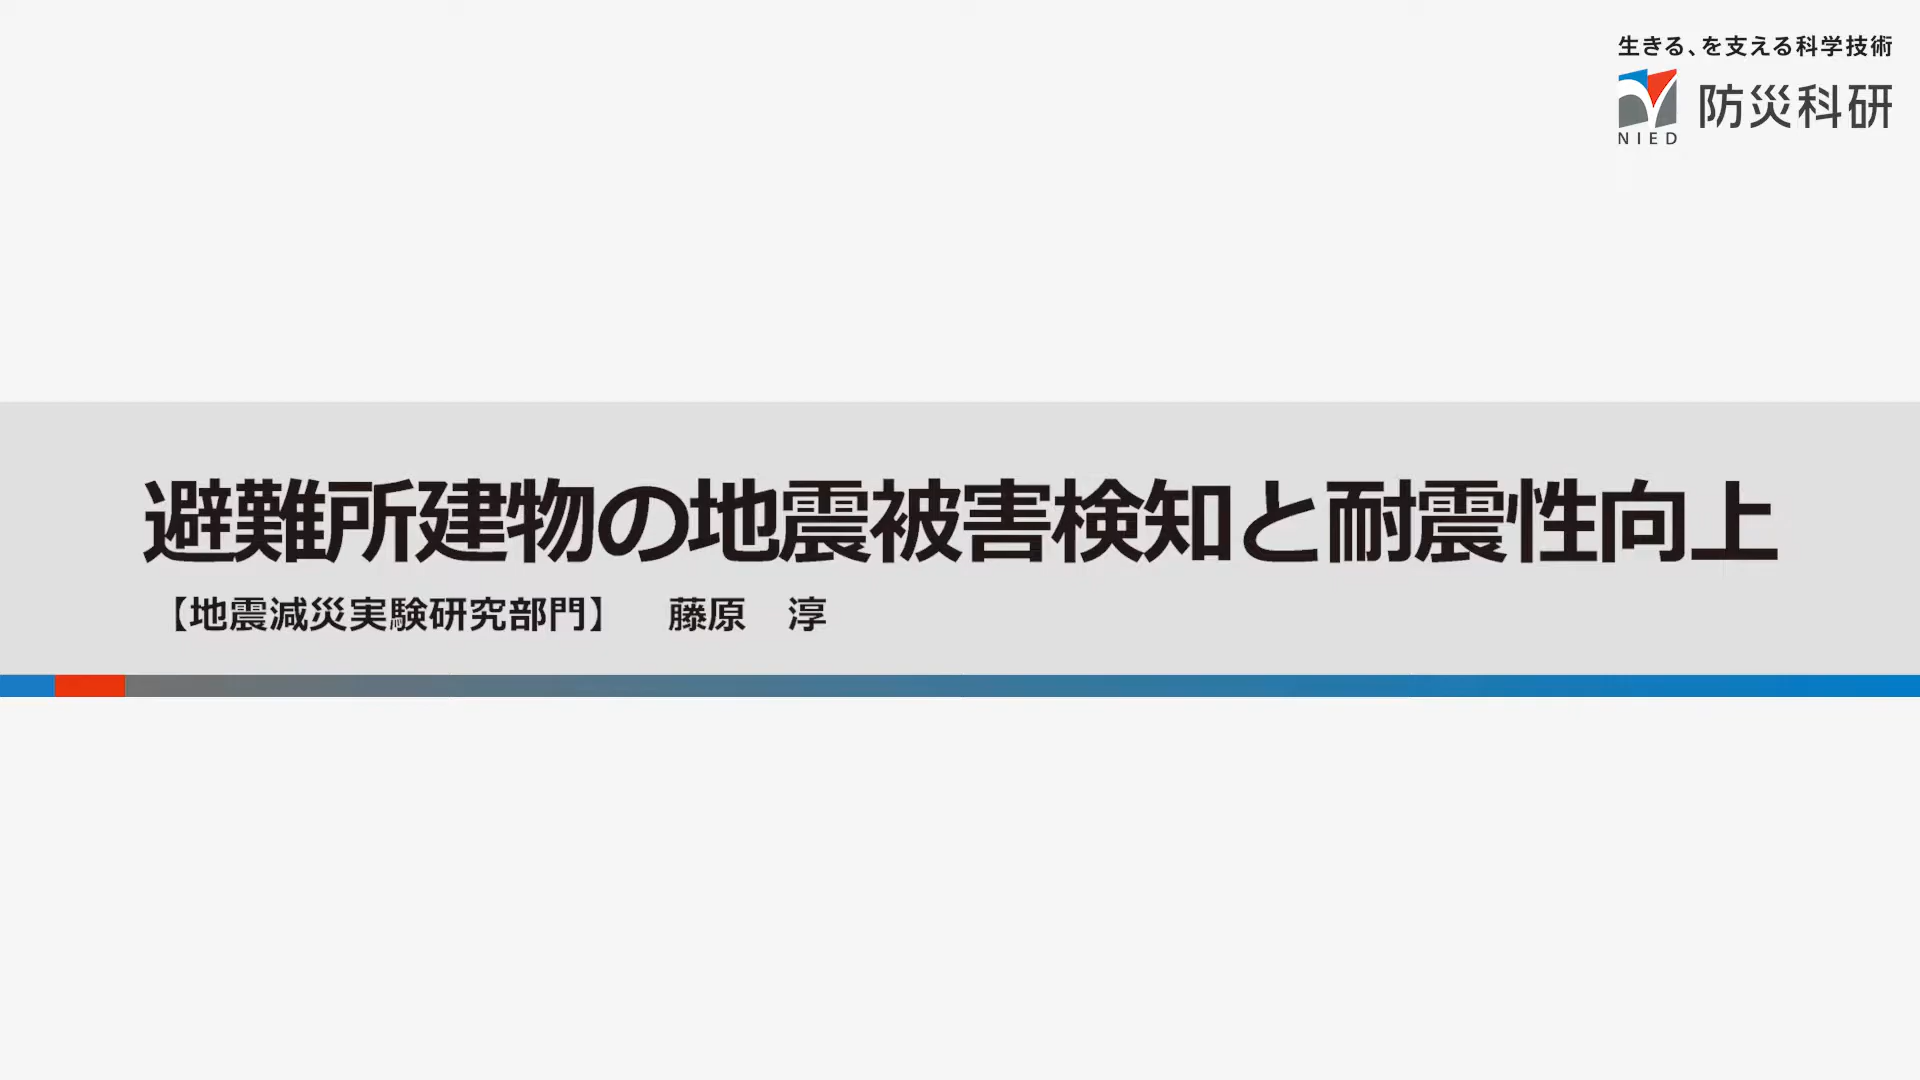 生きる、を支える科学技術
防災科研
NIED
避難所建物の地震被害検知と耐震性向上
【地震減災実験研究部門】　藤原　淳